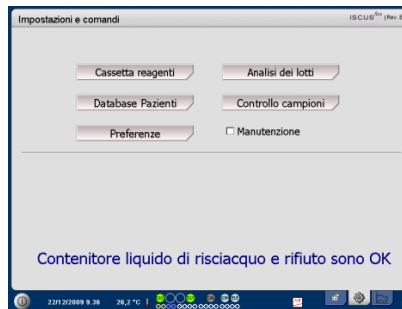 Impostazioni e comandi
Cassetta reagenti
Analisi dei lotti
Database Pazienti
Controllo campioni
Preferenze
Manutenzione
Contenitore liquido di risciacquo e rifiuto sono OK
22/12/2009 9.36
26,2 °C